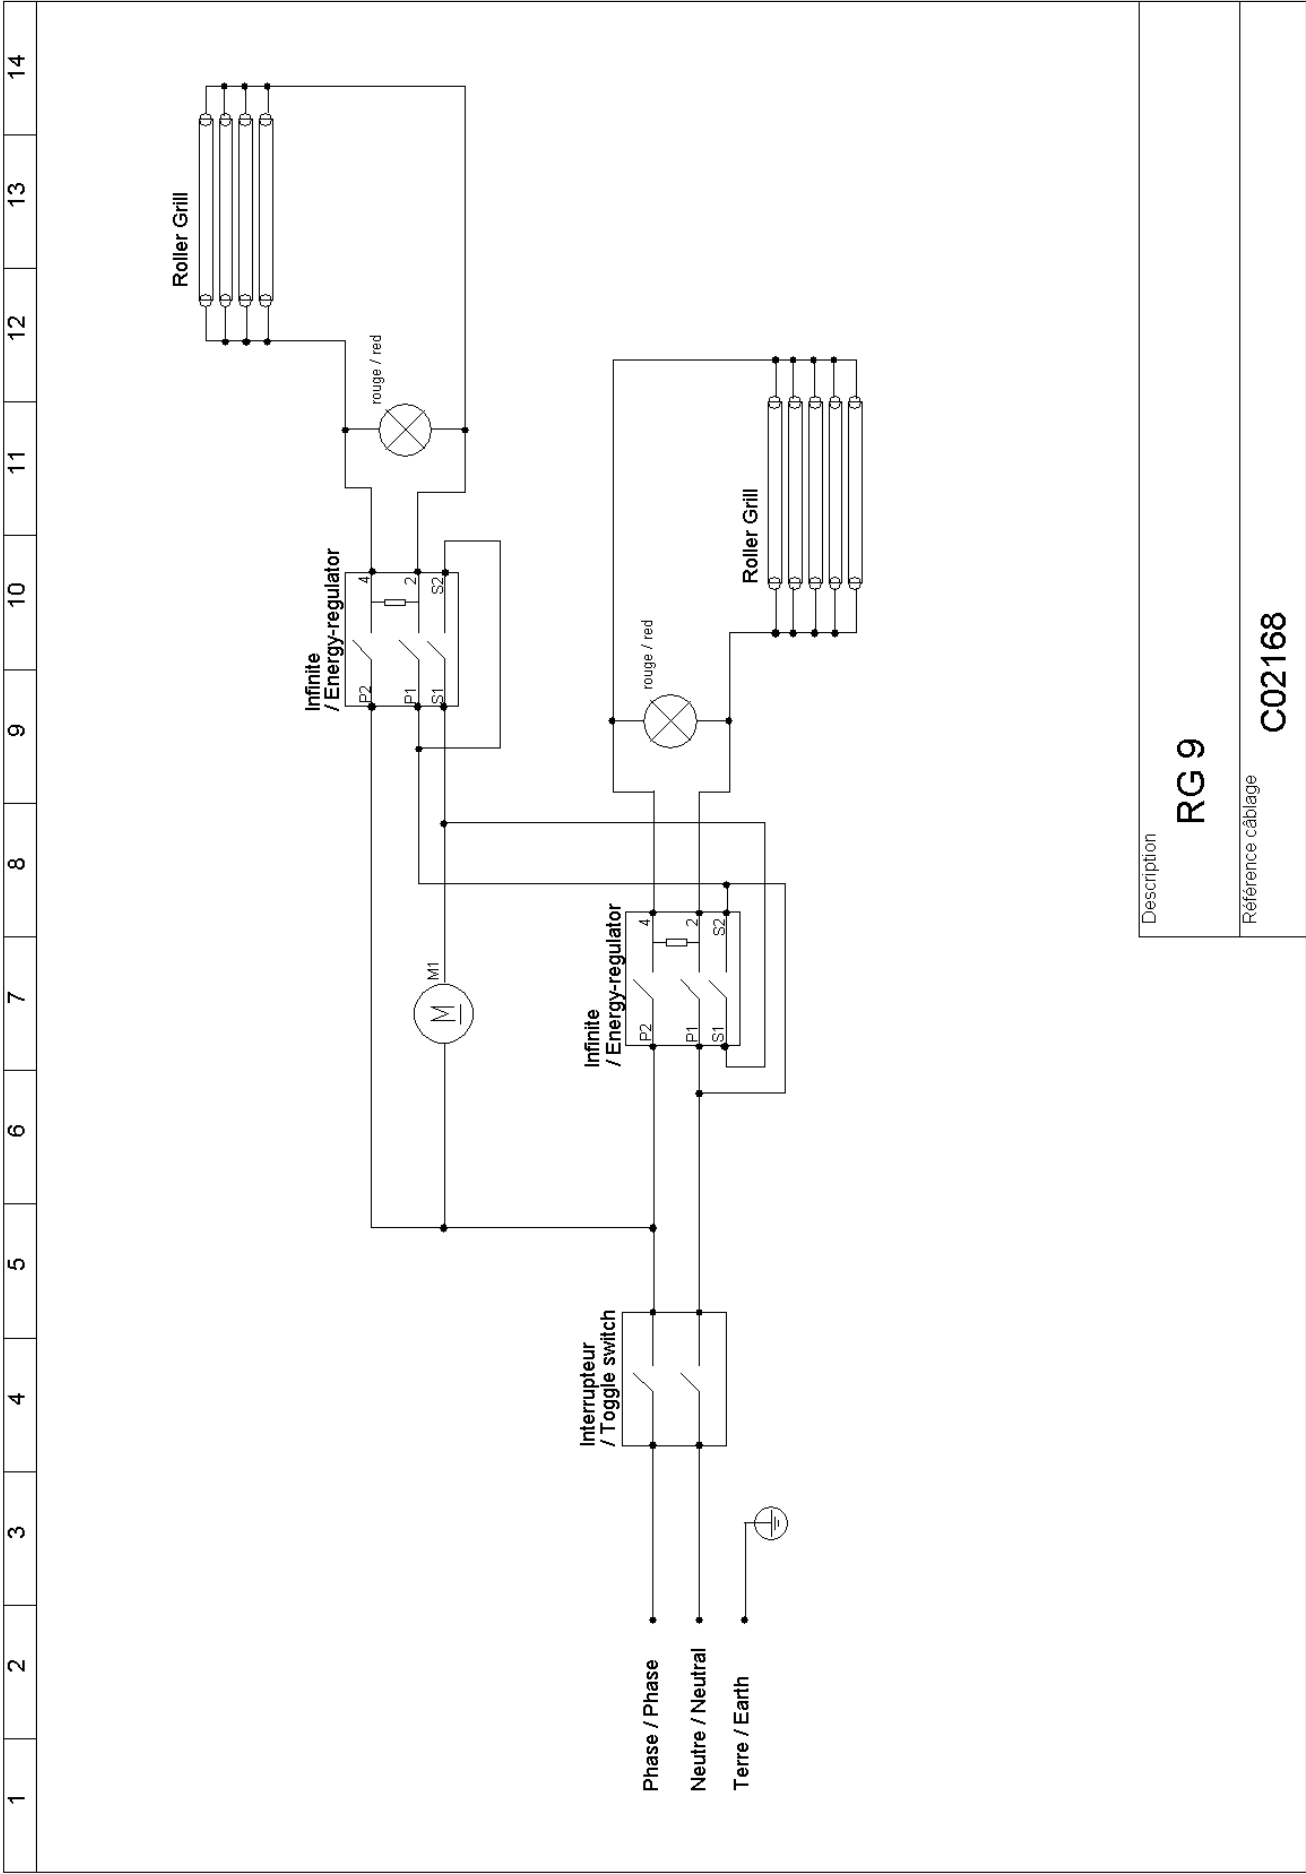 1 2 3 4 5 6 7 8 9 10 11 12 13 14
Roller Grill
rouge / red
Infinite
/ Energy-regulator
P2 4
P1 2
S1 S2
M1
M
Infinite
/ Energy-regulator
P2 4
P1 2
S1 S2
rouge / red
Roller Grill
Interrupteur
/ Toggle switch
Phase / Phase
Neutre / Neutral
Terre / Earth
Description
RG 9
Référence câblage
C02168